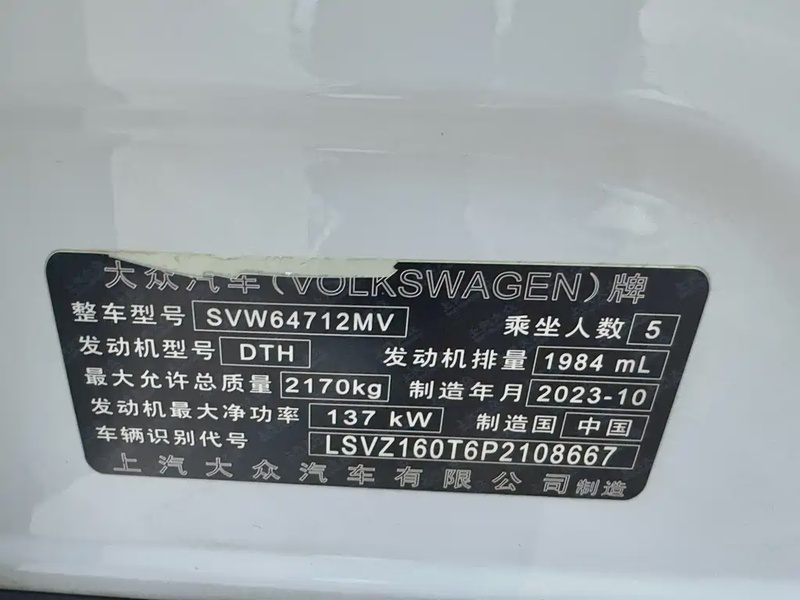 大众汽车(VOLKSWAGEN)牌
整车型号 SVW64712MV 乘坐人数 5
发动机型号 DTH 发动机排量 1984 mL
最大允许总质量 2170kg 制造年月 2023-10
发动机最大净功率 137 kW 制造国 中国
车辆识别代号 LSVZ160T6P2108667
上汽大众汽车有限公司制造